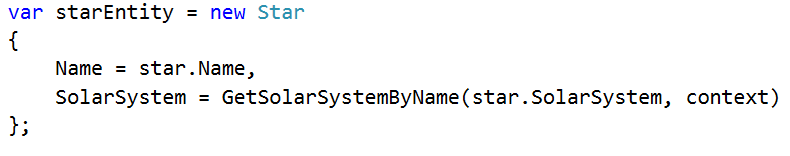 var starEntity = new Star
{
    Name = star.Name,
    SolarSystem = GetSolarSystemByName(star.SolarSystem, context)
};